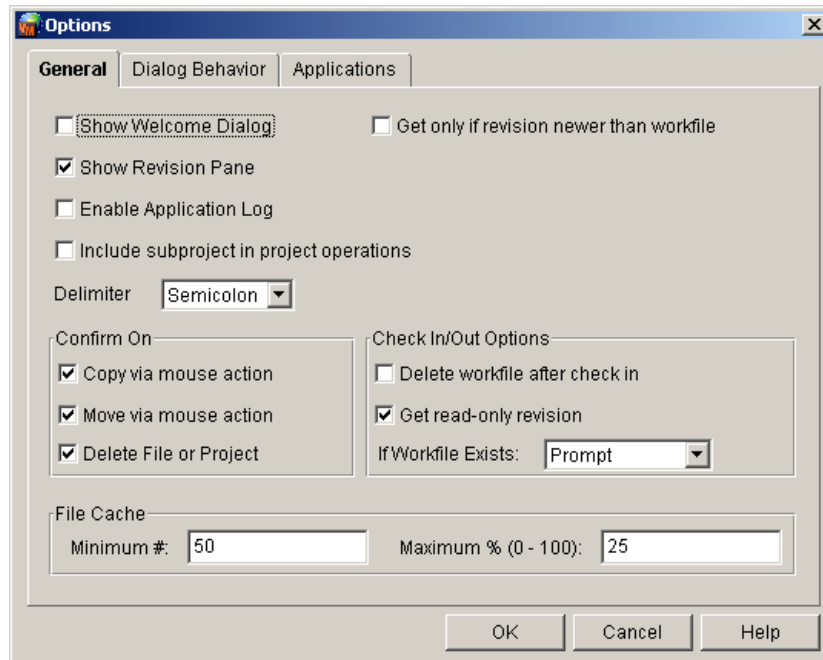 Options
General Dialog Behavior Applications
Show Welcome Dialog Get only if revision newer than workfile
Show Revision Pane
Enable Application Log
Include subproject in project operations
Delimiter Semicolon
Confirm On Check In/Out Options
Copy via mouse action Delete workfile after check in
Move via mouse action Get read-only revision
Delete File or Project If Workfile Exists: Prompt
File Cache
Minimum #: 50 Maximum % (0 - 100): 25
OK Cancel Help